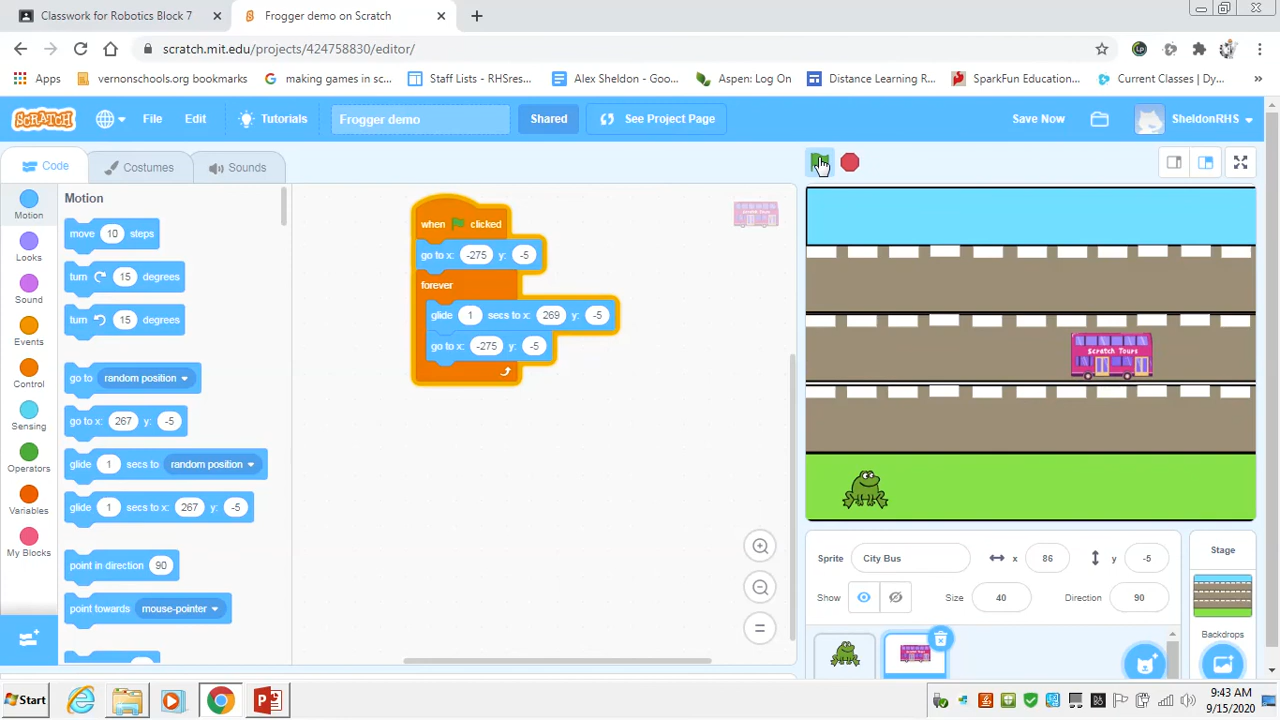 Classwork for Robotics Block 7
Frogger demo on Scratch
scratch.mit.edu/projects/424758830/editor/
Apps
vernonschools.org bookmarks
making games in sc...
Staff Lists - RHSres...
Alex Sheldon - Goo...
Aspen: Log On
Distance Learning R...
SparkFun Education...
Current Classes | Dy...
SCRATCH
File
Edit
Tutorials
Frogger demo
Shared
See Project Page
Save Now
SheldonRHS
Code
Costumes
Sounds
Motion
Looks
Sound
Events
Control
Sensing
Operators
Variables
My Blocks
Motion
move 10 steps
turn 15 degrees
turn 15 degrees
go to random position
go to x: 267 y: -5
glide 1 secs to random position
glide 1 secs to x: 267 y: -5
point in direction 90
point towards mouse-pointer
when clicked
go to x: -275 y: -5
forever
glide 1 secs to x: 269 y: -5
go to x: -275 y: -5
Scratch Tours
Sprite City Bus x 86 y -5
Show Size 40 Direction 90
Stage
Backdrops
Start
9:43 AM
9/15/2020